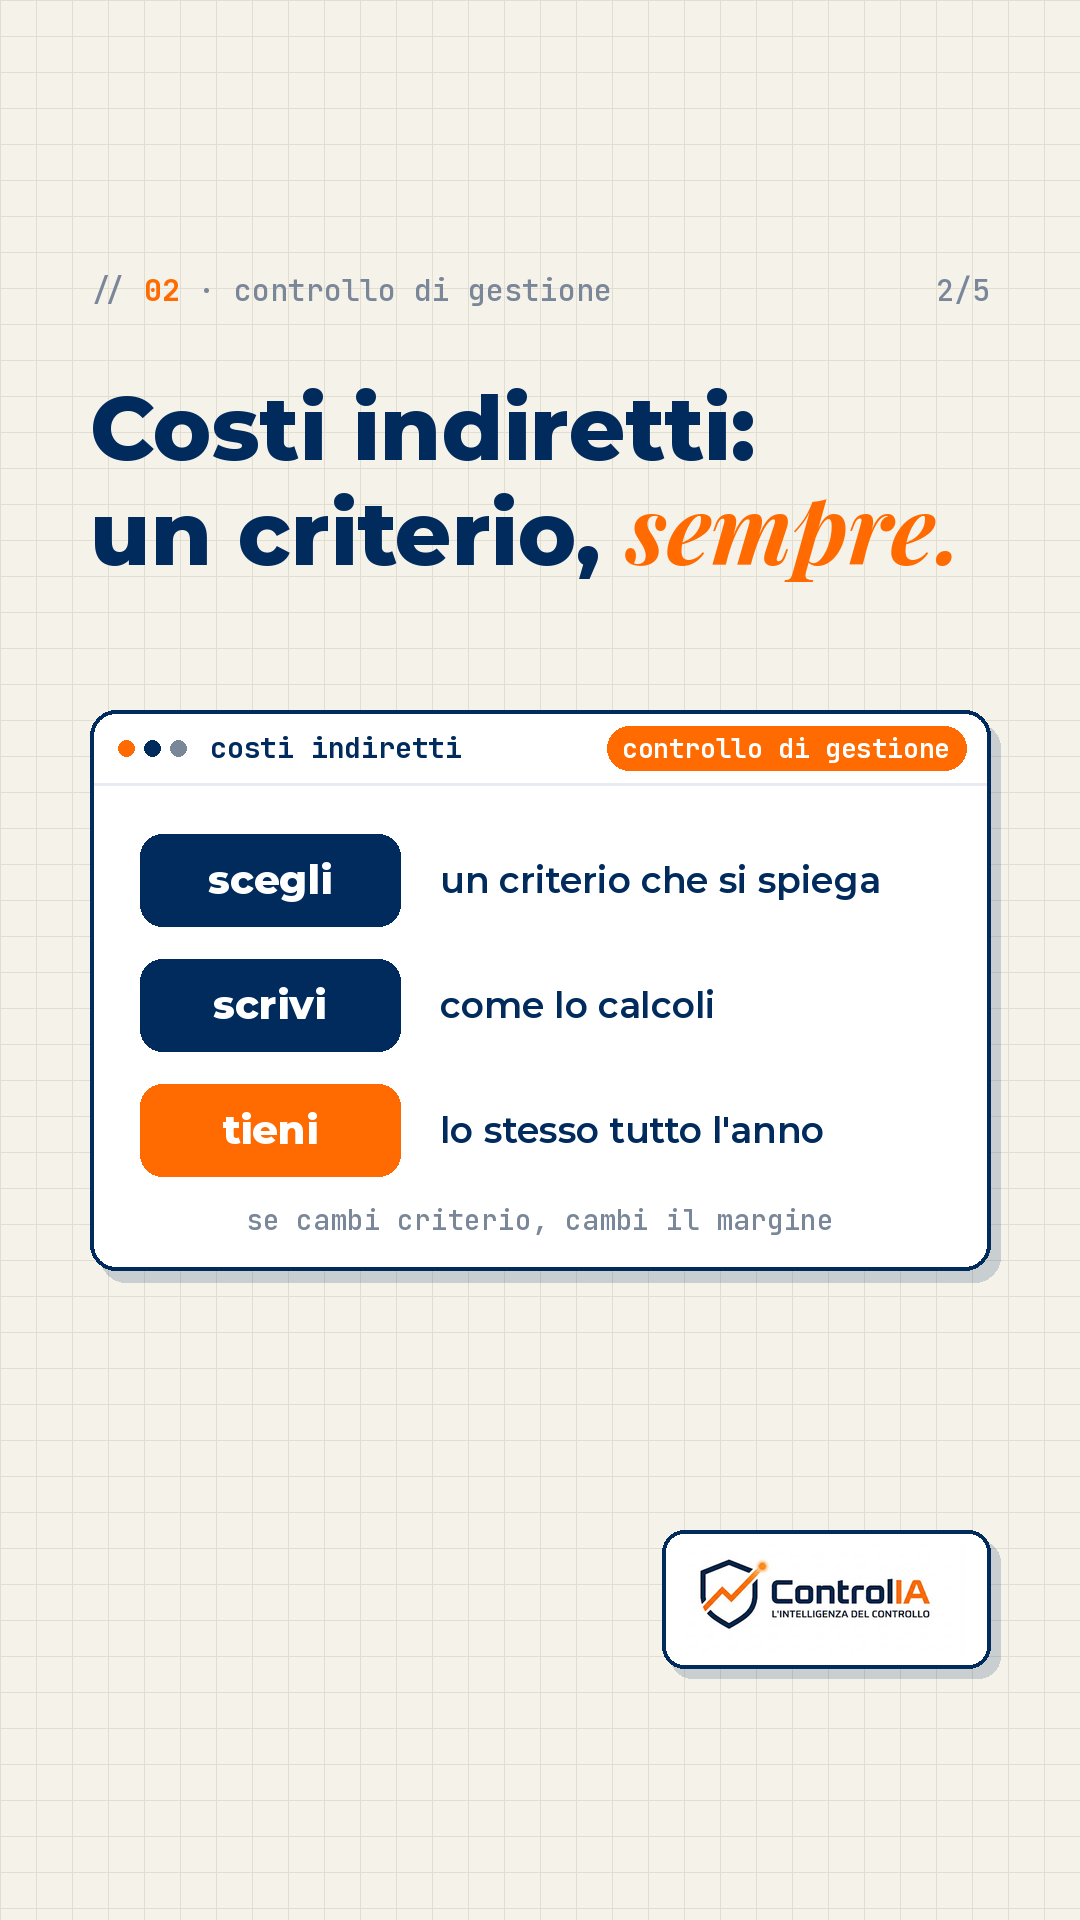 // 02 · controllo di gestione
2/5
Costi indiretti:
un criterio, sempre.
costi indiretti
controllo di gestione
scegli
un criterio che si spiega
scrivi
come lo calcoli
tieni
lo stesso tutto l'anno
se cambi criterio, cambi il margine
ControlIA
L'INTELLIGENZA DEL CONTROLLO